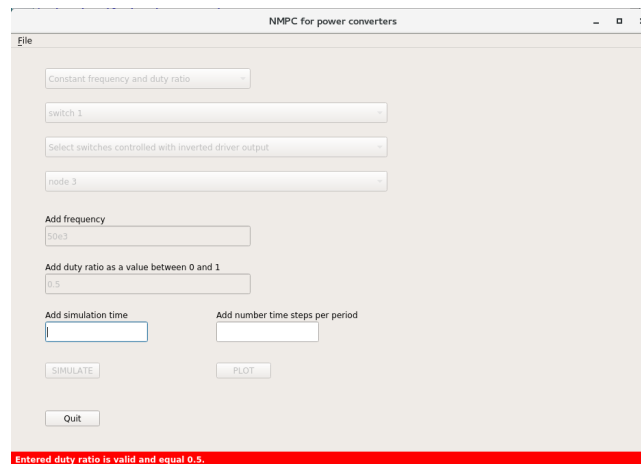 NMPC for power converters
File
Constant frequency and duty ratio
switch 1
Select switches controlled with inverted driver output
node 3
Add frequency
50e3
Add duty ratio as a value between 0 and 1
0.5
Add simulation time Add number time steps per period
SIMULATE PLOT
Quit
Entered duty ratio is valid and equal 0.5.